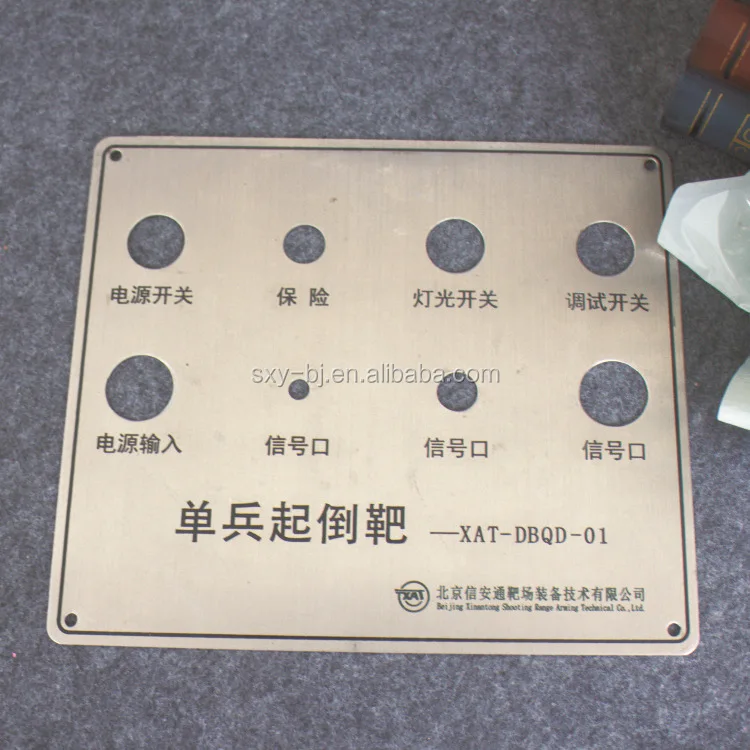 电源开关 保 险 灯光开关 调试开关
sxy-bj.en.alibaba.com
电源输入 信号口 信号口 信号口
单兵起倒靶 —XAT-DBQD-01
XAT 北京信安通靶场装备技术有限公司
Beijing Xinantong Shooting Range Arming Technical Co.,Ltd.